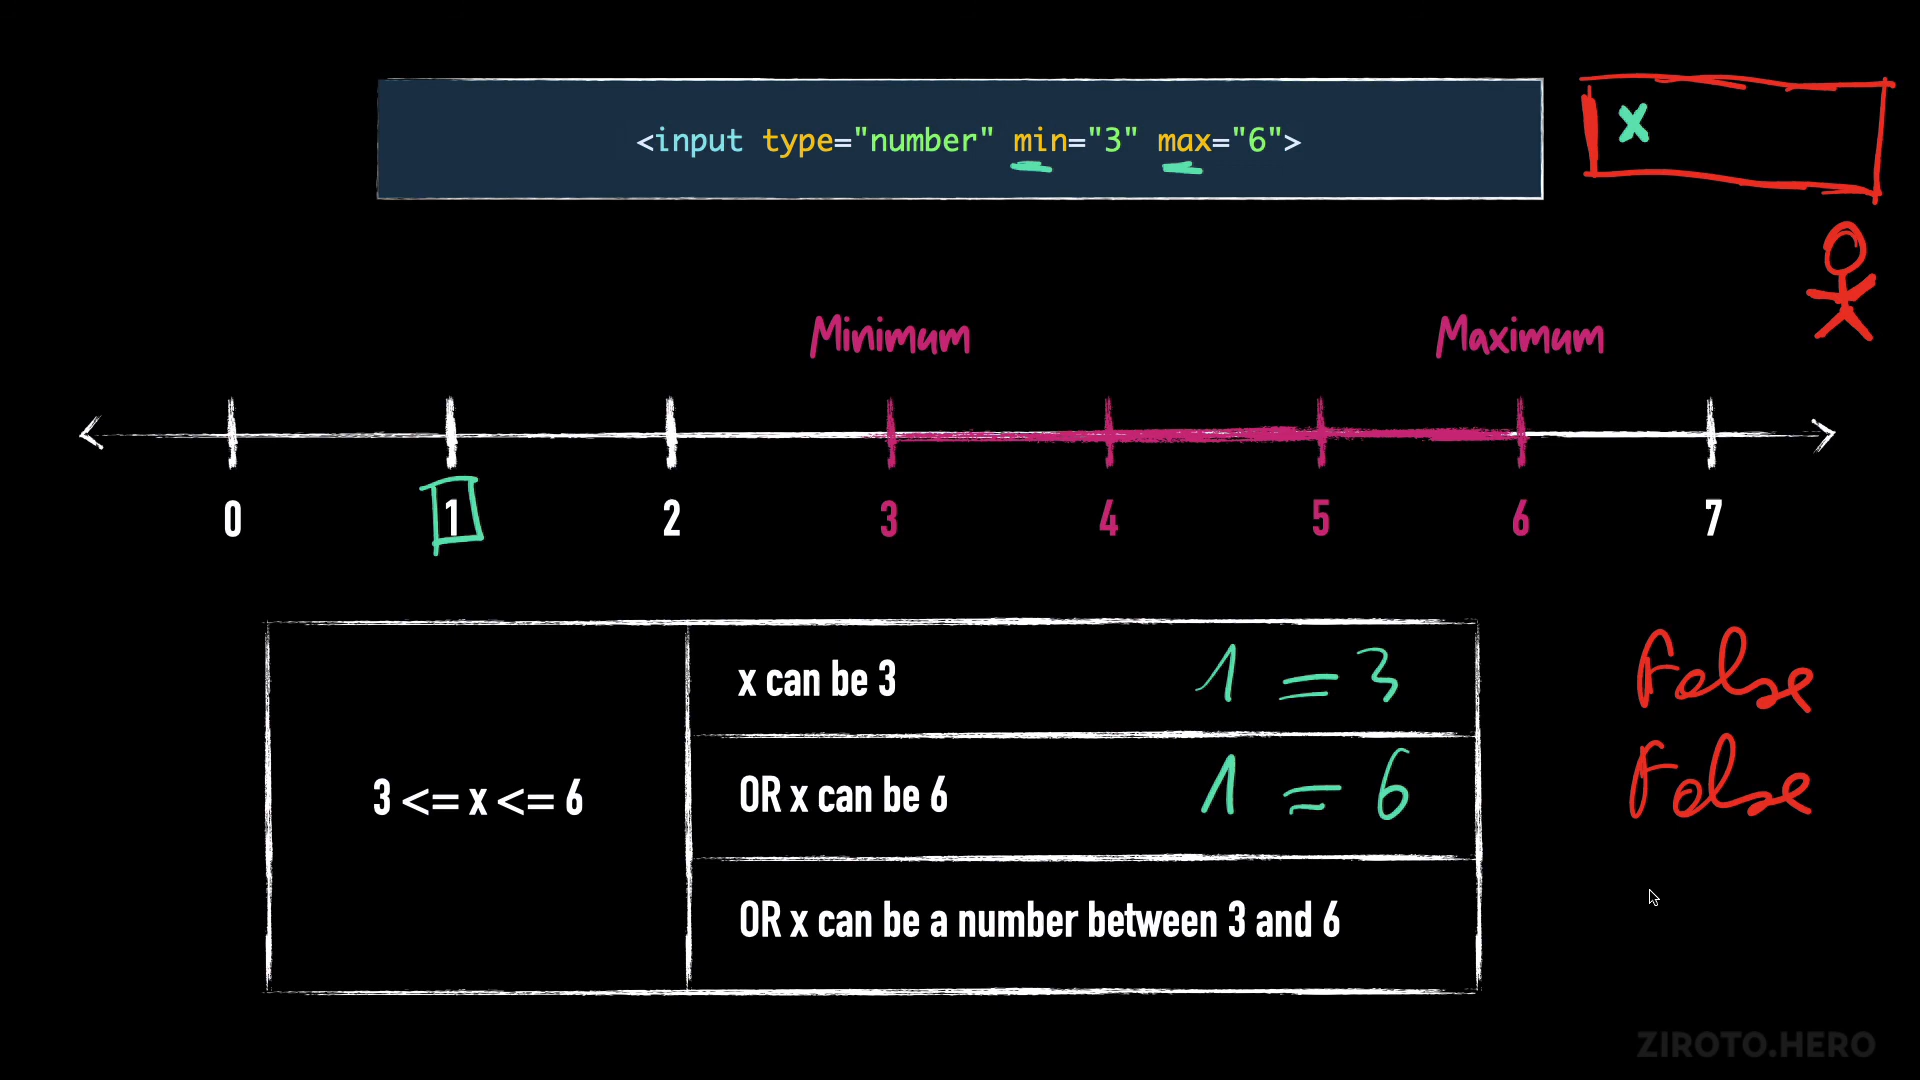 <input type="number" min="3" max="6">
x
Minimum Maximum
0 1 2 3 4 5 6 7
x can be 3 1 = 3 False
3 <= x <= 6
OR x can be 6 1 = 6 False
OR x can be a number between 3 and 6
ZIROTO.HERO